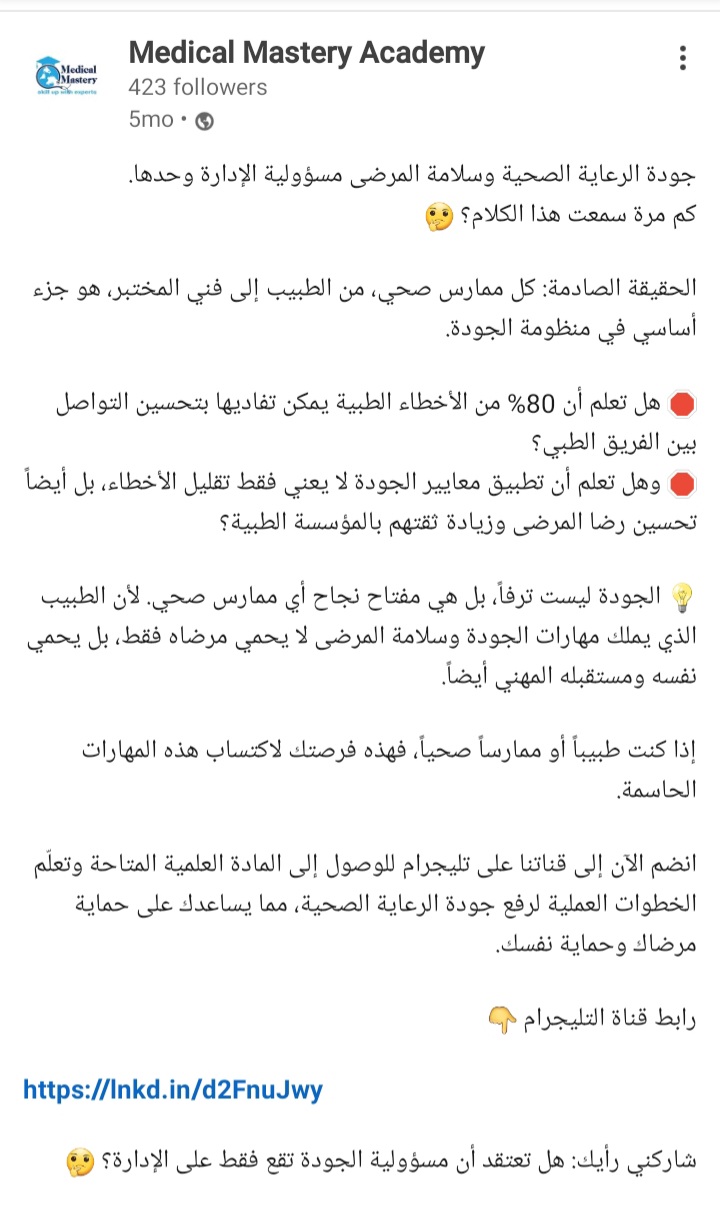 Medical Mastery Academy
Medical
Mastery
skill up with experts
423 followers
5mo •
جودة الرعاية الصحية وسلامة المرضى مسؤولية الإدارة وحدها.
كم مرة سمعت هذا الكلام؟ 🤔
الحقيقة الصادمة: كل ممارس صحي، من الطبيب إلى فني المختبر، هو جزء
أساسي في منظومة الجودة.
🛑 هل تعلم أن 80% من الأخطاء الطبية يمكن تفاديها بتحسين التواصل
بين الفريق الطبي؟
🛑 وهل تعلم أن تطبيق معايير الجودة لا يعني فقط تقليل الأخطاء، بل أيضاً
تحسين رضا المرضى وزيادة ثقتهم بالمؤسسة الطبية؟
💡 الجودة ليست ترفاً، بل هي مفتاح نجاح أي ممارس صحي. لأن الطبيب
الذي يملك مهارات الجودة وسلامة المرضى لا يحمي مرضاه فقط، بل يحمي
نفسه ومستقبله المهني أيضاً.
إذا كنت طبيباً أو ممارساً صحياً، فهذه فرصتك لاكتساب هذه المهارات
الحاسمة.
انضم الآن إلى قناتنا على تليجرام للوصول إلى المادة العلمية المتاحة وتعلّم
الخطوات العملية لرفع جودة الرعاية الصحية، مما يساعدك على حماية
مرضاك وحماية نفسك.
رابط قناة التليجرام 👇
https://lnkd.in/d2FnuJwy
شاركني رأيك: هل تعتقد أن مسؤولية الجودة تقع فقط على الإدارة؟ 🤔